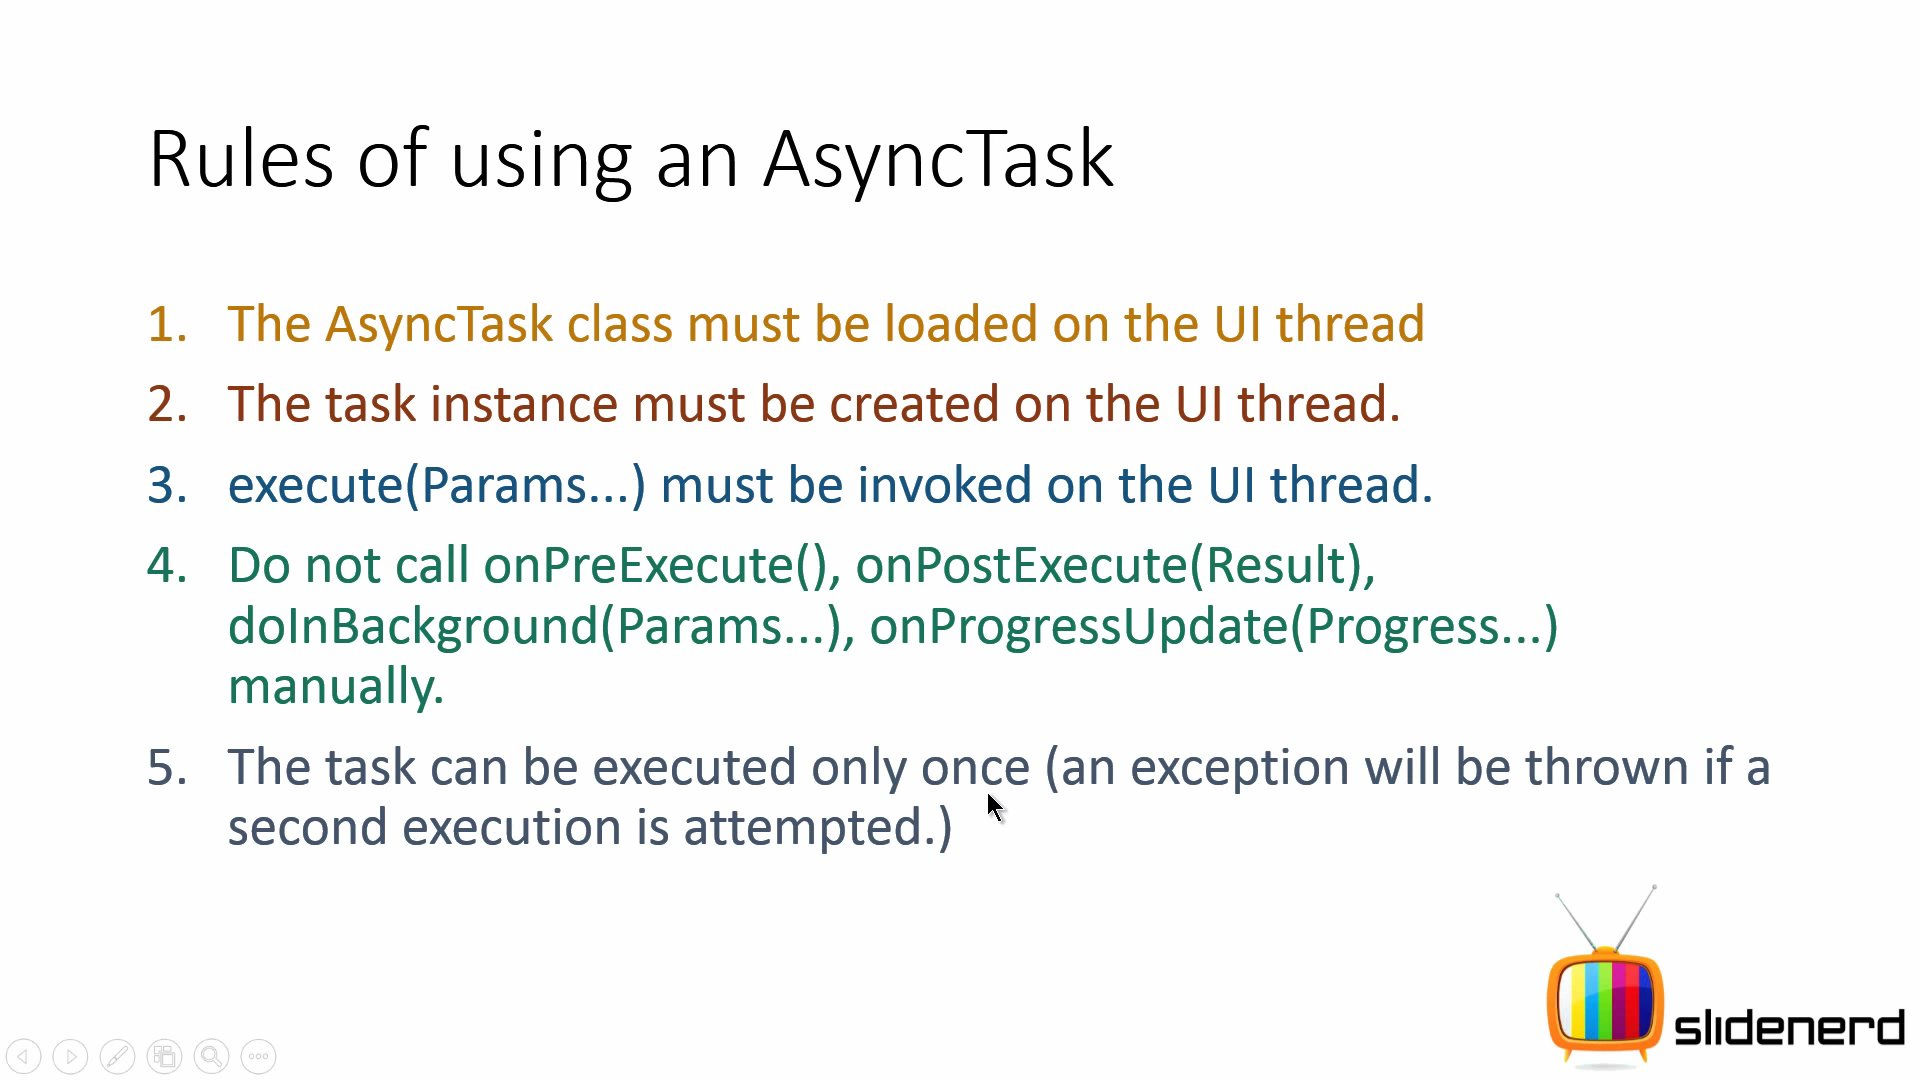 Rules of using an AsyncTask
1. The AsyncTask class must be loaded on the UI thread
2. The task instance must be created on the UI thread.
3. execute(Params...) must be invoked on the UI thread.
4. Do not call onPreExecute(), onPostExecute(Result),
doInBackground(Params...), onProgressUpdate(Progress...)
manually.
5. The task can be executed only once (an exception will be thrown if a
second execution is attempted.)
slidenerd